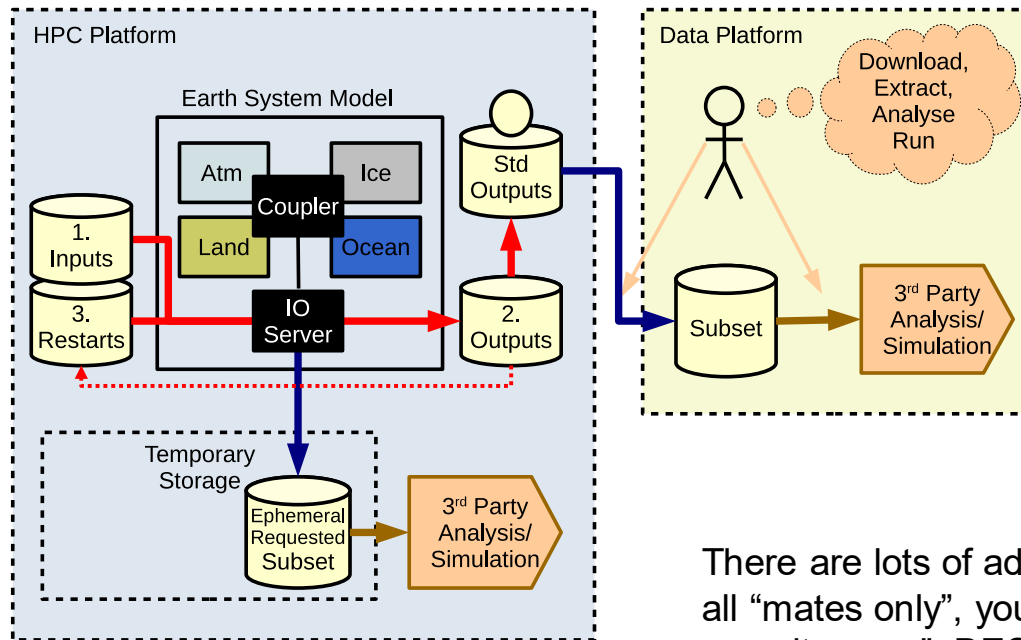 HPC Platform
Earth System Model
Atm
Ice
Coupler
Land
Ocean
1.
Inputs
3.
Restarts
IO
Server
Std
Outputs
2.
Outputs
Temporary
Storage
Ephemeral
Requested
Subset
3rd Party
Analysis/
Simulation
Data Platform
Download,
Extract,
Analyse
Run
Subset
3rd Party
Analysis/
Simulation
There are lots of ad
all “mates only”, you